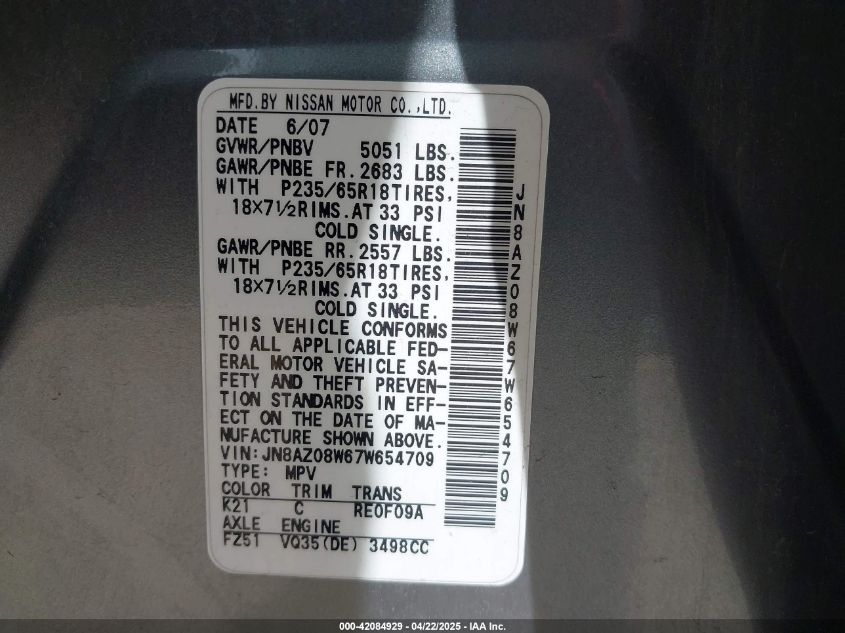 MFD.BY NISSAN MOTOR CO.,LTD.
DATE 6/07
GVWR/PNBV 5051 LBS.
GAWR/PNBE FR. 2683 LBS.
WITH P235/65R18TIRES,
18×7½RIMS.AT 33 PSI
COLD SINGLE.
GAWR/PNBE RR. 2557 LBS.
WITH P235/65R18TIRES,
18×7½RIMS.AT 33 PSI
COLD SINGLE.
THIS VEHICLE CONFORMS
TO ALL APPLICABLE FED-
ERAL MOTOR VEHICLE SA-
FETY AND THEFT PREVEN-
TION STANDARDS IN EFF-
ECT ON THE DATE OF MA-
NUFACTURE SHOWN ABOVE.
VIN:JN8AZ08W67W654709
TYPE: MPV
COLOR TRIM TRANS
K21 C RE0F09A
AXLE ENGINE
FZ51 VQ35(DE) 3498CC
JN8AZ08W67W654709
000-42084929 - 04/22/2025 - IAA Inc.